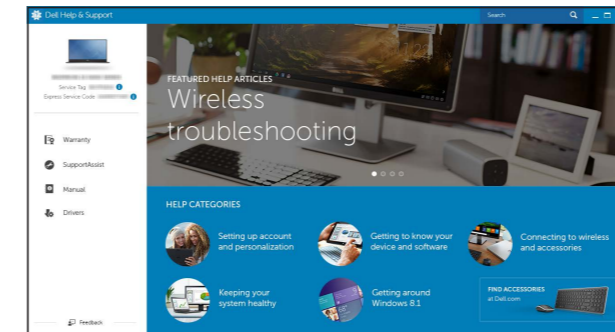 Dell Help & Support
Search
Service Tag:
Express Service Code:
Warranty
SupportAssist
Manual
Drivers
Feedback
FEATURED HELP ARTICLES
Wireless
troubleshooting
HELP CATEGORIES
Setting up account
and personalization
Getting to know your
device and software
Connecting to wireless
and accessories
Keeping your
system healthy
Getting around
Windows 8.1
FIND ACCESSORIES
at Dell.com